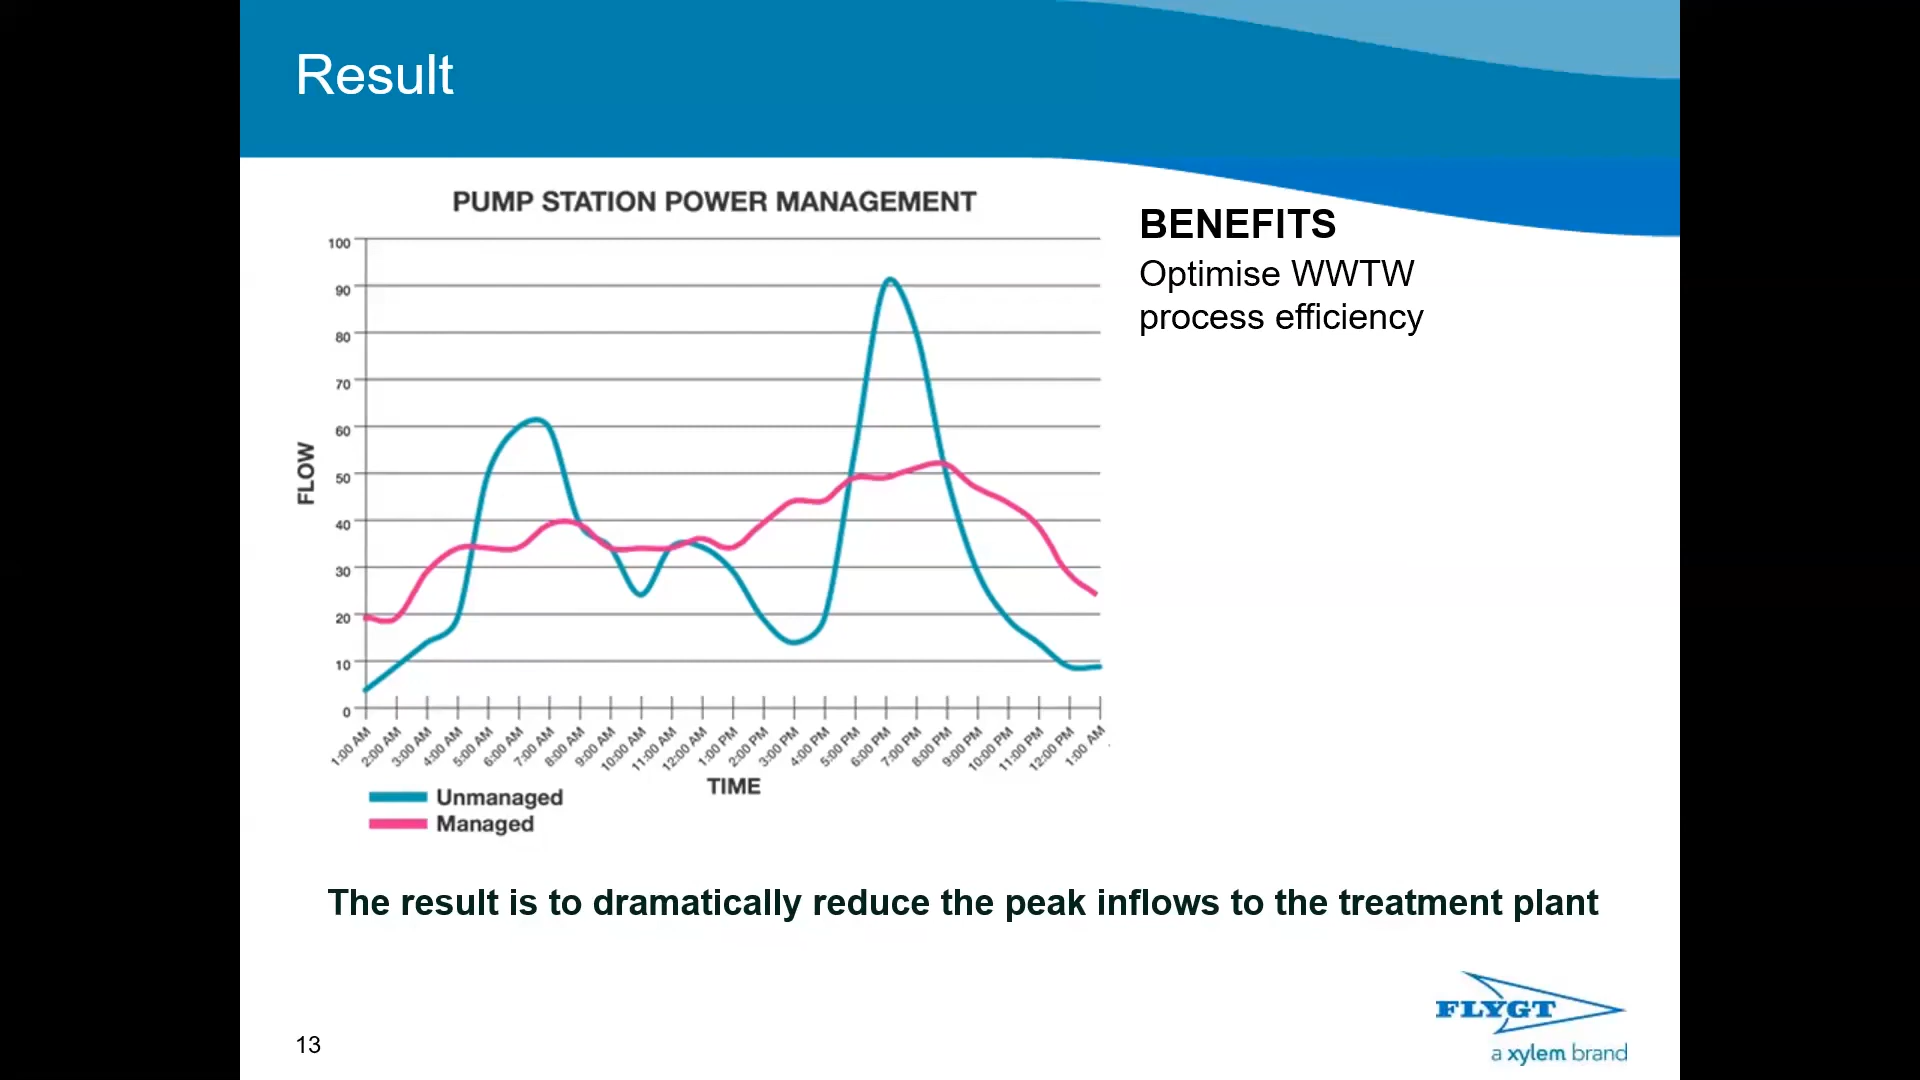 Result
PUMP STATION POWER MANAGEMENT
100
90
80
70
60
50
40
30
20
10
0
FLOW
1:00 AM
2:00 AM
3:00 AM
4:00 AM
5:00 AM
6:00 AM
7:00 AM
8:00 AM
9:00 AM
10:00 AM
11:00 AM
12:00 AM
1:00 PM
2:00 PM
3:00 PM
4:00 PM
5:00 PM
6:00 PM
7:00 PM
8:00 PM
9:00 PM
10:00 PM
11:00 PM
12:00 PM
1:00 AM
TIME
Unmanaged
Managed
BENEFITS
Optimise WWTW
process efficiency
The result is to dramatically reduce the peak inflows to the treatment plant
FLYGT
a xylem brand
13